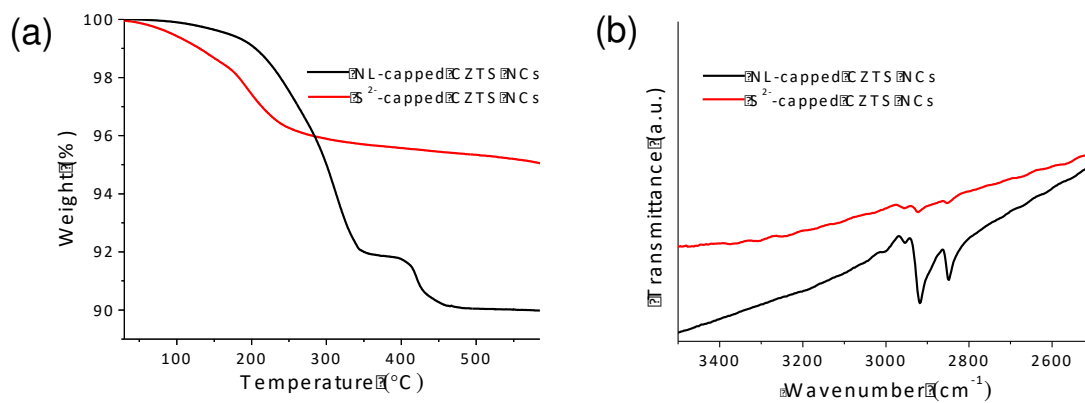 (a)
100
98
96
94
92
90
Weight (%)
NL-capped CZTS NCs
S²⁻-capped CZTS NCs
100 200 300 400 500
Temperature (°C)
(b)
NL-capped CZTS NCs
S²⁻-capped CZTS NCs
Transmittance (a.u.)
3400 3200 3000 2800 2600
Wavenumber (cm⁻¹)